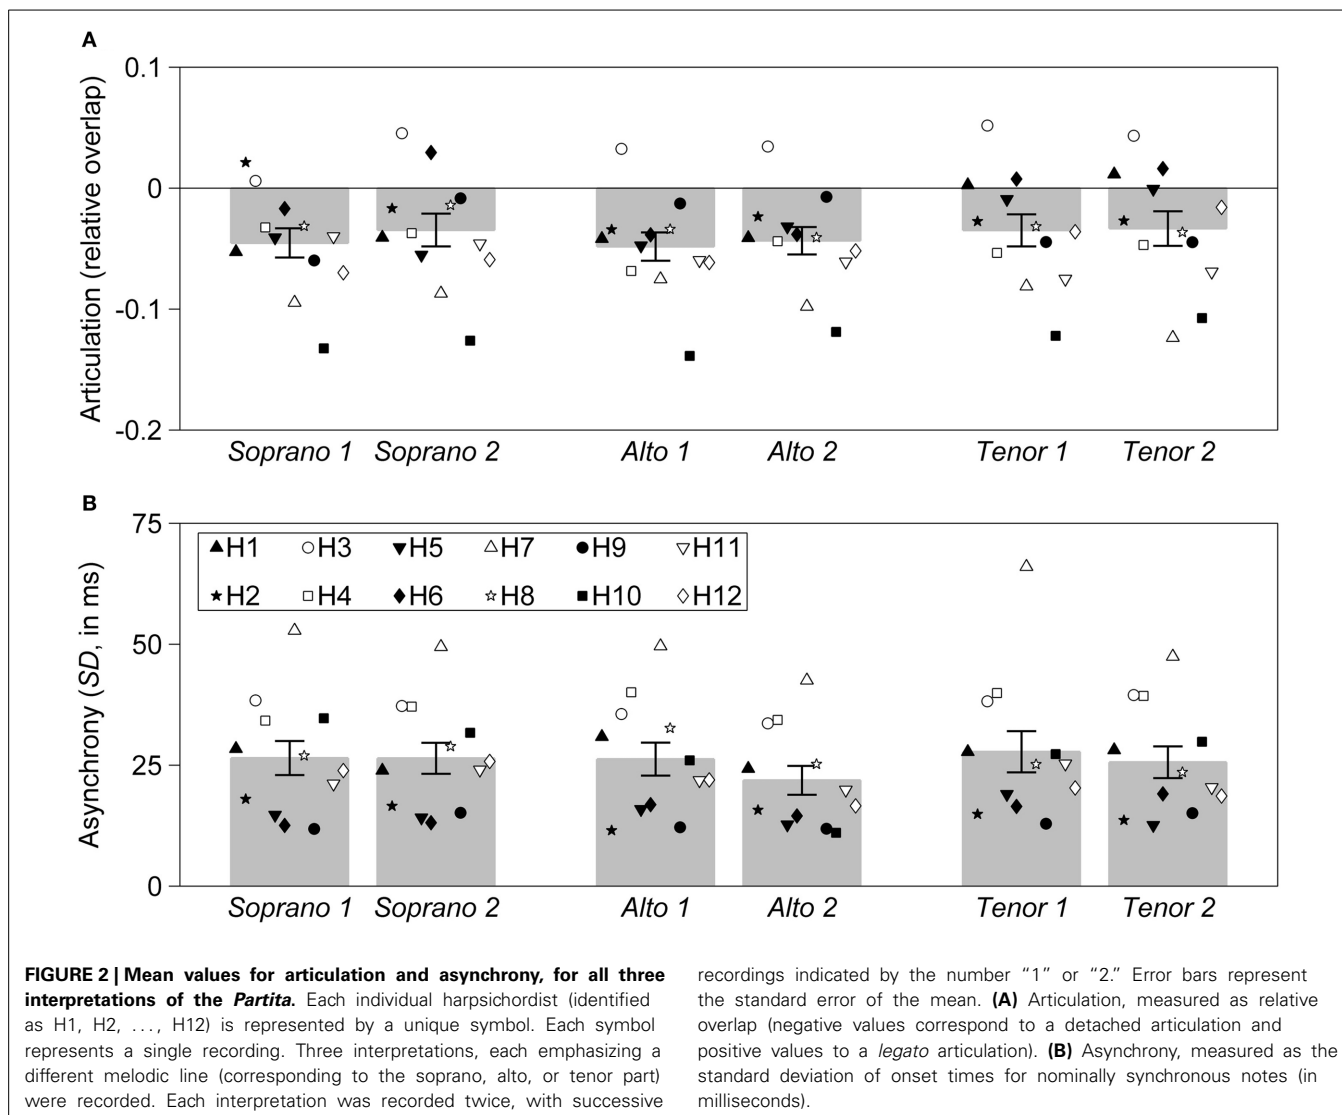 A
Articulation (relative overlap)
0.1
0
-0.1
-0.2
Soprano 1 Soprano 2 Alto 1 Alto 2 Tenor 1 Tenor 2
B
Asynchrony (SD, in ms)
75
50
25
0
H1 H3 H5 H7 H9 H11
H2 H4 H6 H8 H10 H12
Soprano 1 Soprano 2 Alto 1 Alto 2 Tenor 1 Tenor 2
FIGURE 2 | Mean values for articulation and asynchrony, for all three
interpretations of the Partita. Each individual harpsichordist (identified
as H1, H2, ..., H12) is represented by a unique symbol. Each symbol
represents a single recording. Three interpretations, each emphasizing a
different melodic line (corresponding to the soprano, alto, or tenor part)
were recorded. Each interpretation was recorded twice, with successive
recordings indicated by the number “1” or “2.” Error bars represent
the standard error of the mean. (A) Articulation, measured as relative
overlap (negative values correspond to a detached articulation and
positive values to a legato articulation). (B) Asynchrony, measured as the
standard deviation of onset times for nominally synchronous notes (in
milliseconds).